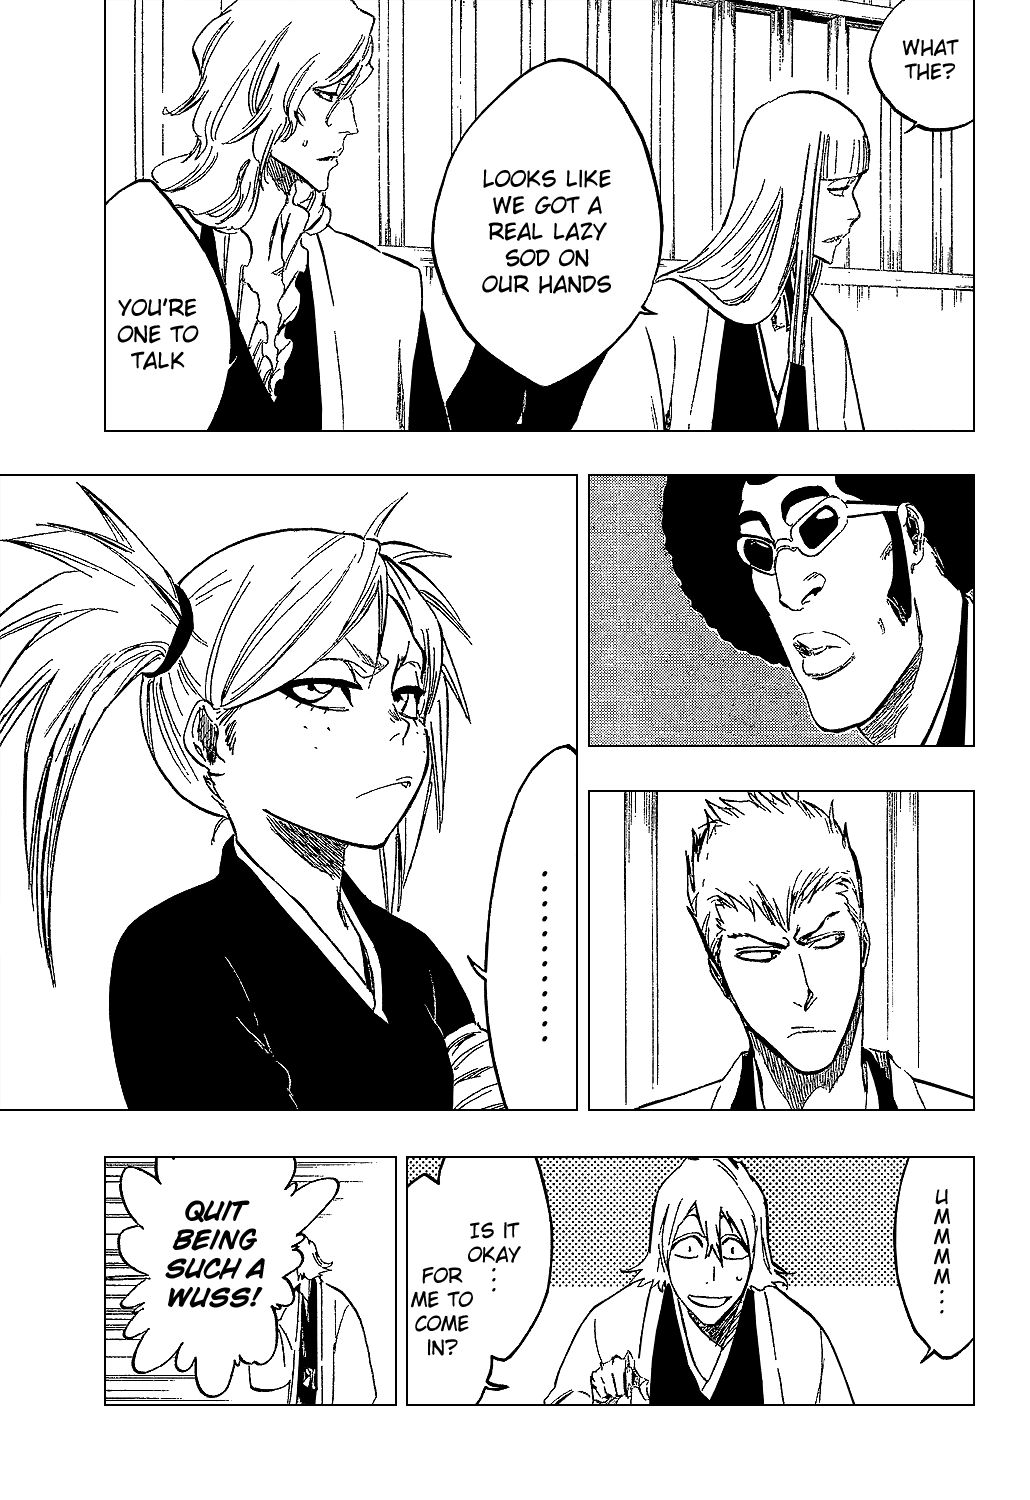 WHAT
THE?
LOOKS LIKE
WE GOT A
REAL LAZY
SOD ON
OUR HANDS
YOU'RE
ONE TO
TALK
..........
UMMMM...
IS IT
OKAY...
FOR
ME TO
COME
IN?
QUIT
BEING
SUCH A
WUSS!